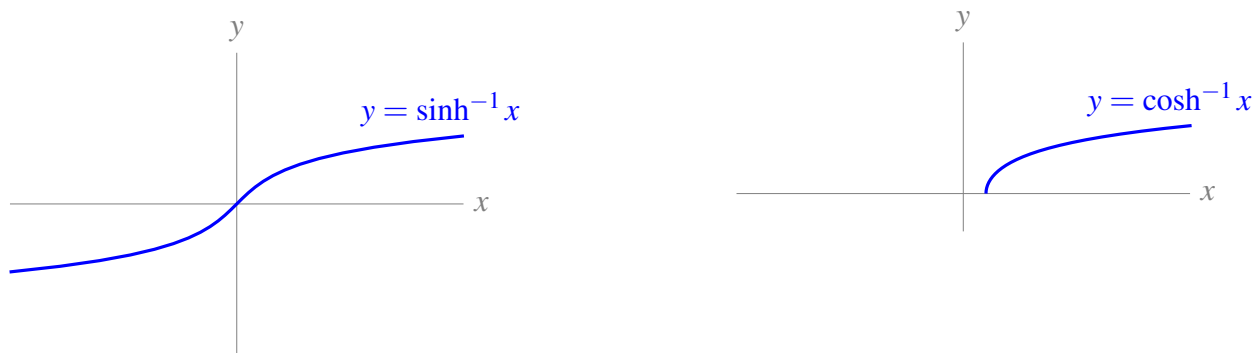 y
y = sinh⁻¹ x
x
y
y = cosh⁻¹ x
x